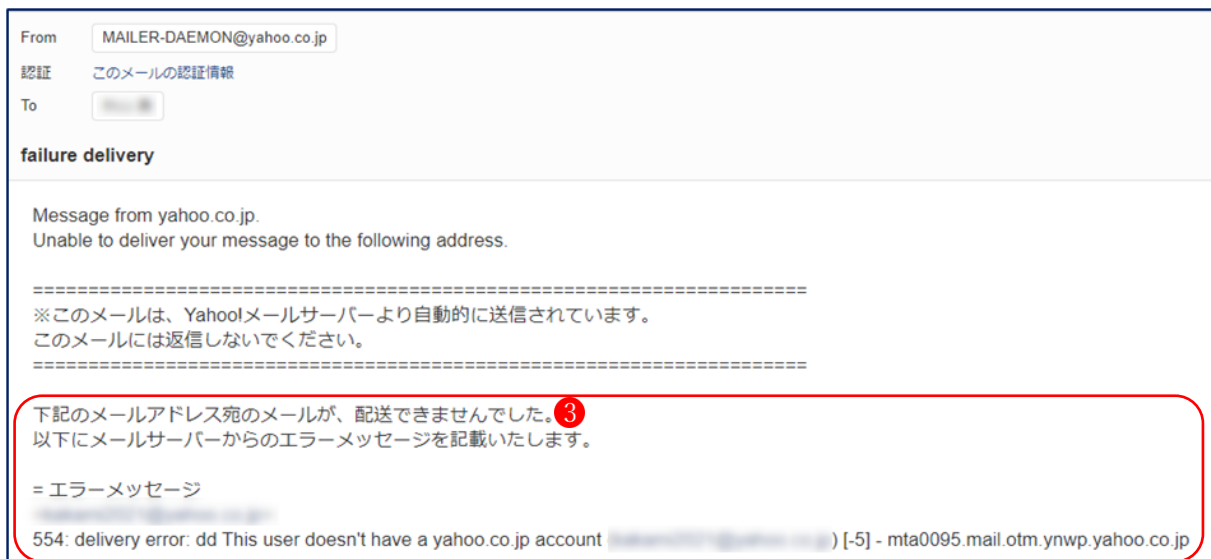 From MAILER-DAEMON@yahoo.co.jp
認証 このメールの認証情報
To
failure delivery
Message from yahoo.co.jp.
Unable to deliver your message to the following address.
======================================================================
※このメールは、Yahoo!メールサーバーより自動的に送信されています。
このメールには返信しないでください。
======================================================================
下記のメールアドレス宛のメールが、配送できませんでした。3
以下にメールサーバーからのエラーメッセージを記載いたします。
= エラーメッセージ
554: delivery error: dd This user doesn't have a yahoo.co.jp account ) [-5] - mta0095.mail.otm.ynwp.yahoo.co.jp